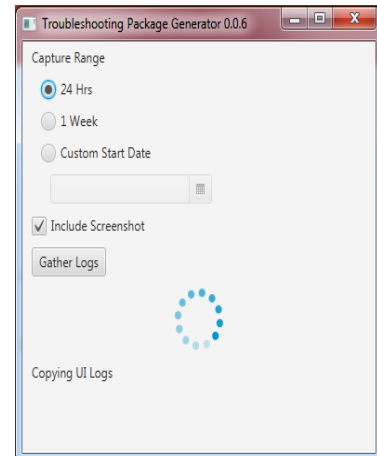 Troubleshooting Package Generator 0.0.6
Capture Range
24 Hrs
1 Week
Custom Start Date
Include Screenshot
Gather Logs
Copying UI Logs